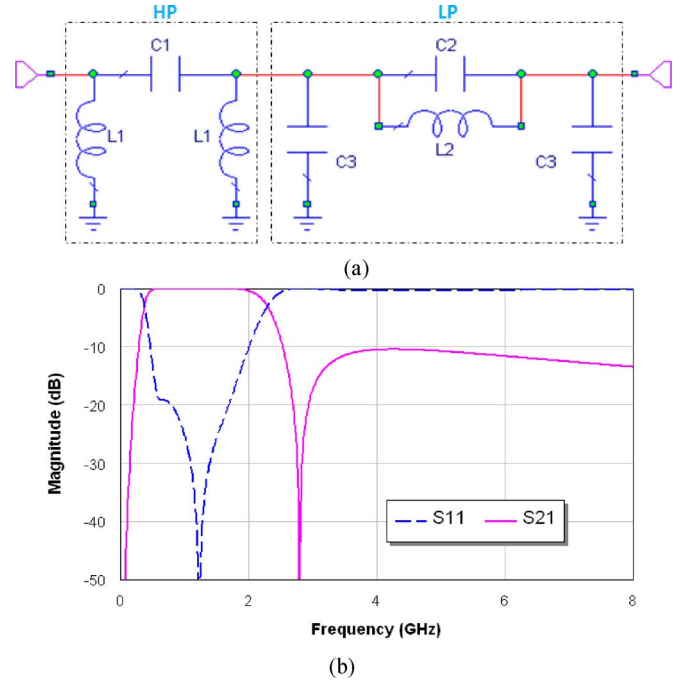 HP
LP
C1
C2
L1
L1
L2
C3
C3
(a)
0
-10
-20
-30
-40
-50
Magnitude (dB)
S11
S21
0
2
4
6
8
Frequency (GHz)
(b)